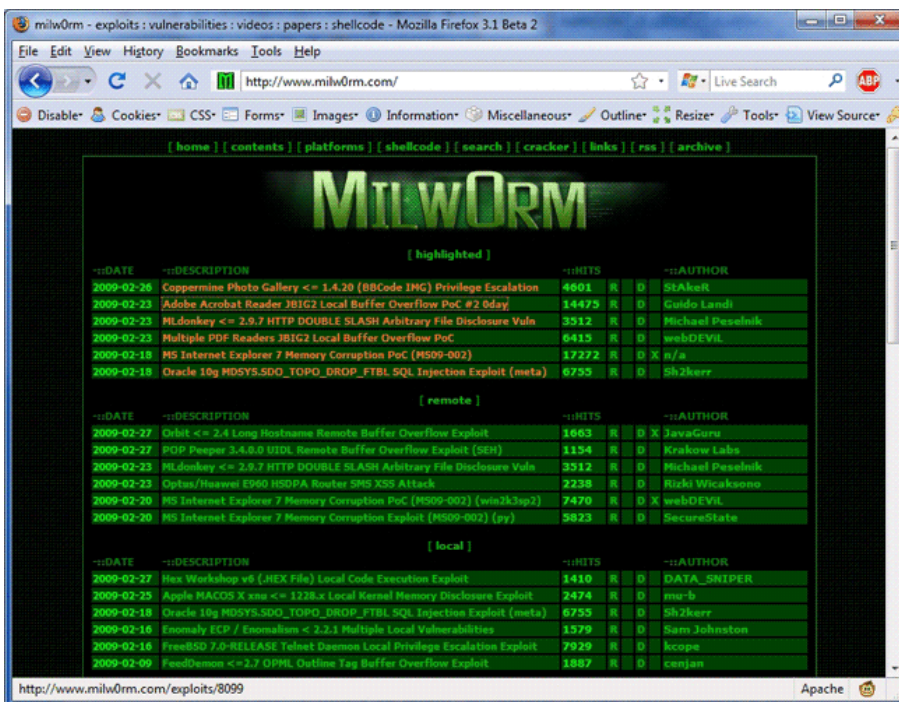 milw0rm - exploits : vulnerabilities : videos : papers : shellcode - Mozilla Firefox 3.1 Beta 2
File Edit View History Bookmarks Tools Help
http://www.milw0rm.com/ Live Search ABP
Disable Cookies CSS Forms Images Information Miscellaneous Outline Resize Tools View Source
[ home ] [ contents ] [ platforms ] [ shellcode ] [ search ] [ cracker ] [ links ] [ rss ] [ archive ]
MILW0RM
[ highlighted ]
-::DATE -::DESCRIPTION -::HITS -::AUTHOR
2009-02-26 Coppermine Photo Gallery <= 1.4.20 (BBCode IMG) Privilege Escalation 4601 R D StAkeR
2009-02-23 Adobe Acrobat Reader JBIG2 Local Buffer Overflow PoC #2 0day 14475 R D Guido Landi
2009-02-23 MLdonkey <= 2.9.7 HTTP DOUBLE SLASH Arbitrary File Disclosure Vuln 3512 R D Michael Peselnik
2009-02-23 Multiple PDF Readers JBIG2 Local Buffer Overflow PoC 6415 R D webDEViL
2009-02-18 MS Internet Explorer 7 Memory Corruption PoC (MS09-002) 17272 R D X n/a
2009-02-18 Oracle 10g MDSYS.SDO_TOPO_DROP_FTBL SQL Injection Exploit (meta) 6755 R D Sh2kerr
[ remote ]
-::DATE -::DESCRIPTION -::HITS -::AUTHOR
2009-02-27 Orbit <= 2.4 Long Hostname Remote Buffer Overflow Exploit 1663 R D X JavaGuru
2009-02-27 POP Peeper 3.4.0.0 UIDL Remote Buffer Overflow Exploit (SEH) 1154 R D Krakow Labs
2009-02-23 MLdonkey <= 2.9.7 HTTP DOUBLE SLASH Arbitrary File Disclosure Vuln 3512 R D Michael Peselnik
2009-02-23 Optus/Huawei E960 HSDPA Router SMS XSS Attack 2238 R D Rizki Wicaksono
2009-02-20 MS Internet Explorer 7 Memory Corruption PoC (MS09-002) (win2k3sp2) 7470 R D X webDEViL
2009-02-20 MS Internet Explorer 7 Memory Corruption Exploit (MS09-002) (py) 5823 R D SecureState
[ local ]
-::DATE -::DESCRIPTION -::HITS -::AUTHOR
2009-02-27 Hex Workshop v6 (.HEX File) Local Code Execution Exploit 1410 R D DATA_SNIPER
2009-02-25 Apple MACOS X xnu <= 1228.x Local Kernel Memory Disclosure Exploit 2474 R D mu-b
2009-02-18 Oracle 10g MDSYS.SDO_TOPO_DROP_FTBL SQL Injection Exploit (meta) 6755 R D Sh2kerr
2009-02-16 Enomaly ECP / Enomalism < 2.2.1 Multiple Local Vulnerabilities 1579 R D Sam Johnston
2009-02-16 FreeBSD 7.0-RELEASE Telnet Daemon Local Privilege Escalation Exploit 7929 R D kcope
2009-02-09 FeedDemon <=2.7 OPML Outline Tag Buffer Overflow Exploit 1887 R D cenjan
http://www.milw0rm.com/exploits/8099 Apache